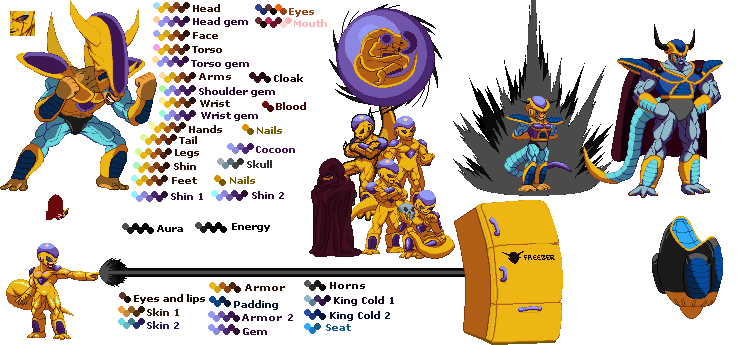 Head
Eyes
Head gem
Mouth
Face
Torso
Torso gem
Arms
Cloak
Shoulder gem
Wrist
Blood
Wrist gem
Hands
Nails
Tail
Legs
Cocoon
Shin
Skull
Feet
Nails
Shin 1
Shin 2
Aura
Energy
FREEZER
Eyes and lips
Skin 1
Skin 2
Armor
Padding
Armor 2
Gem
Horns
King Cold 1
King Cold 2
Seat